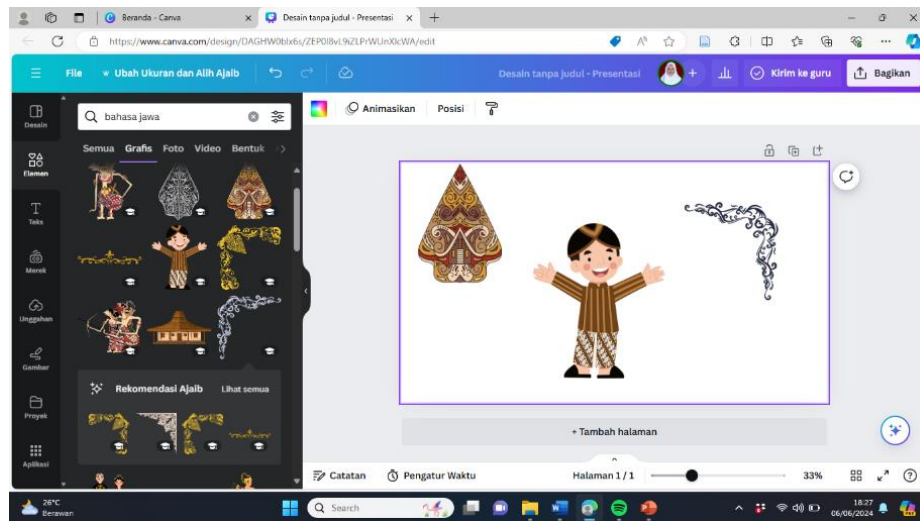 Beranda - Canva
Desain tanpa judul - Presentasi
https://www.canva.com/design/DAGHW0blx6s/ZEP0I8vL9iZLPrWUnX0cWA/edit
File
Ubah Ukuran dan Alih Ajaib
Desain tanpa judul - Presentasi
Kirim ke guru
Bagikan
Desain
Elemen
Teks
Merek
Unggahan
Gambar
Proyek
Aplikasi
bahasa jawa
Semua Grafis Foto Video Bentuk
Rekomendasi Ajaib Lihat semua
Animasikan Posisi
+ Tambah halaman
Catatan Pengatur Waktu Halaman 1 / 1 33%
26°C
Berawan
Search
18:27
06/06/2024